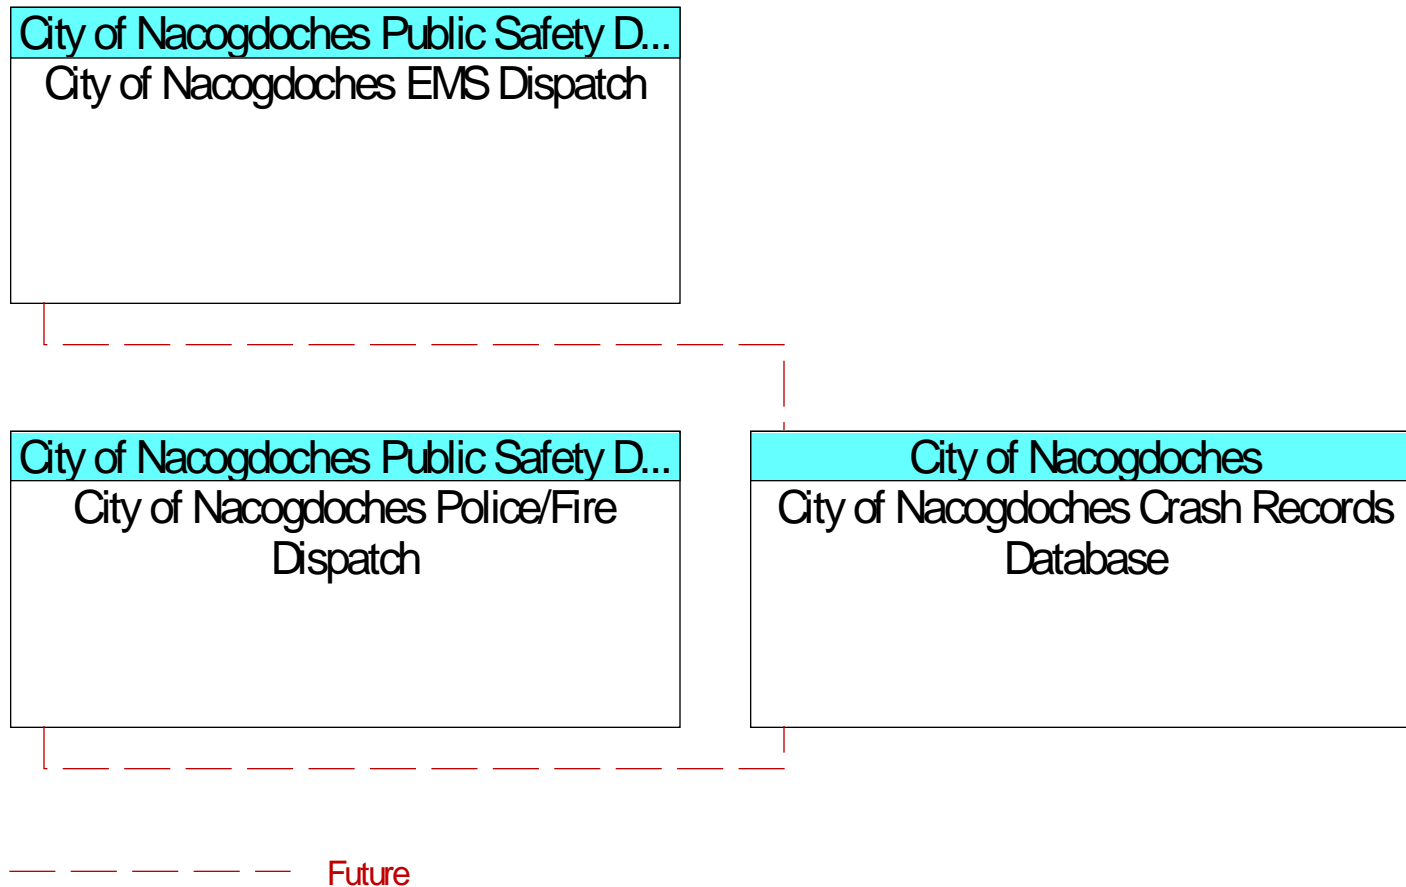 City of Nacogdoches Public Safety D...
City of Nacogdoches EMS Dispatch
City of Nacogdoches Public Safety D...
City of Nacogdoches Police/Fire
Dispatch
City of Nacogdoches
City of Nacogdoches Crash Records
Database
Future